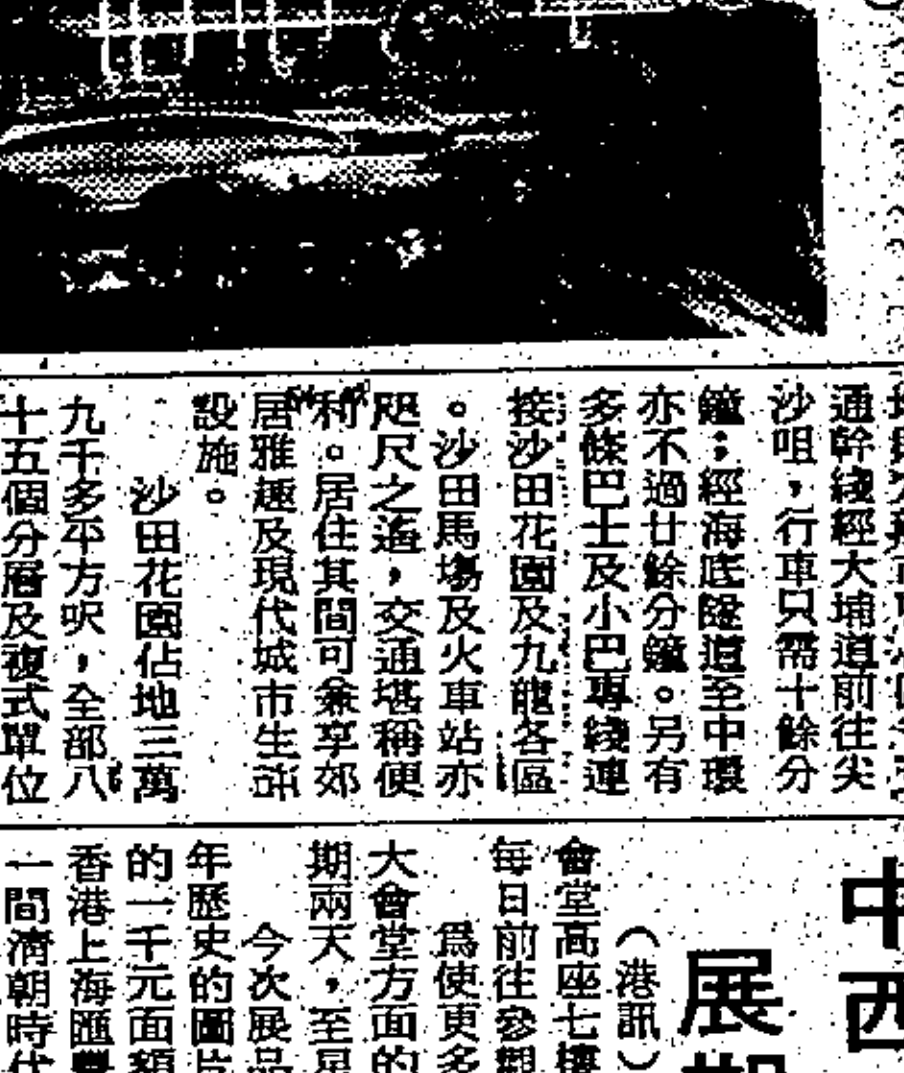 通幹綫經大埔道前往尖
沙咀，行車只需十餘分
鐘；經海底隧道至中環
亦不過廿餘分鐘。另有
多條巴士及小巴專綫連
接沙田花園及九龍各區
。沙田馬場及火車站亦
咫尺之遙，交通堪稱便
利。居住其間可兼享郊
居雅趣及現代城市生活
設施。
沙田花園佔地三萬
九千多平方呎，全部八
十五個分層及複式單位
中西
展
（港訊）
會堂高座七樓
每日前往參觀
爲使更多
大會堂方面的
期兩天，至星
今次展品
年歷史的圖片
的一千元面額
香港上海匯豐
一間清朝時代